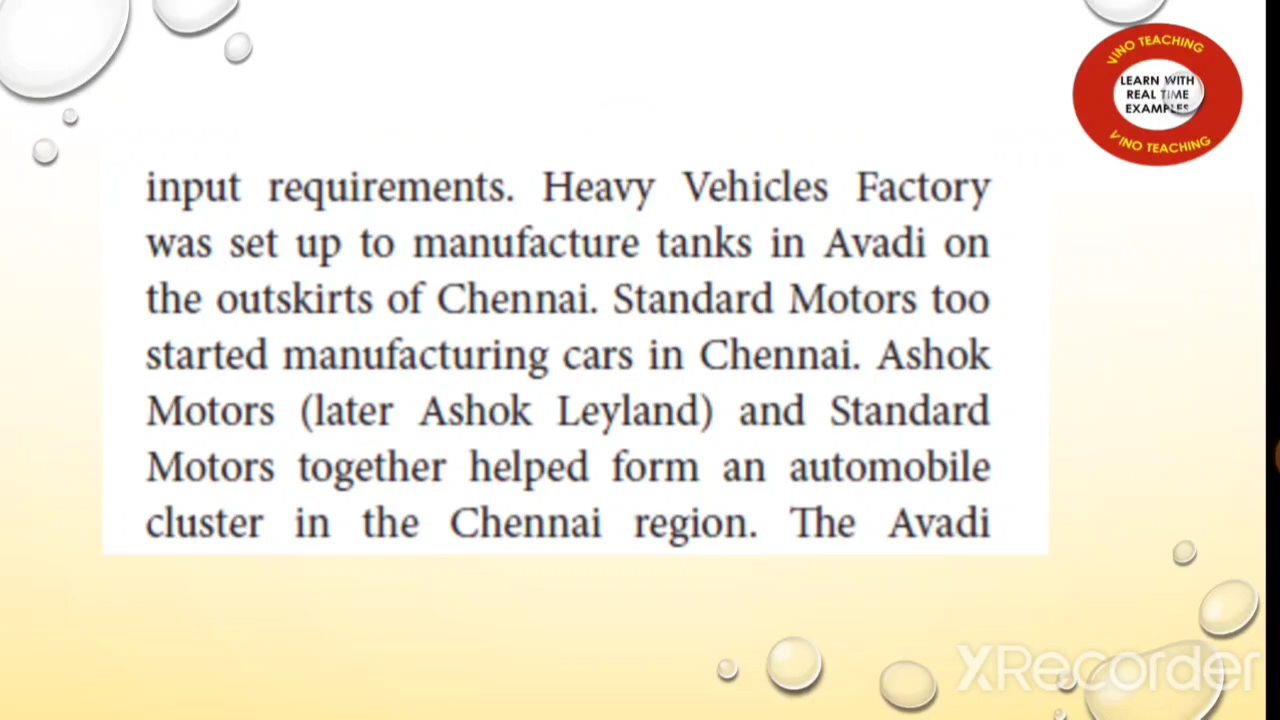 VINO TEACHING
LEARN WITH
REAL TIME
EXAMPLES
VINO TEACHING
input requirements. Heavy Vehicles Factory
was set up to manufacture tanks in Avadi on
the outskirts of Chennai. Standard Motors too
started manufacturing cars in Chennai. Ashok
Motors (later Ashok Leyland) and Standard
Motors together helped form an automobile
cluster in the Chennai region. The Avadi
XRecorder